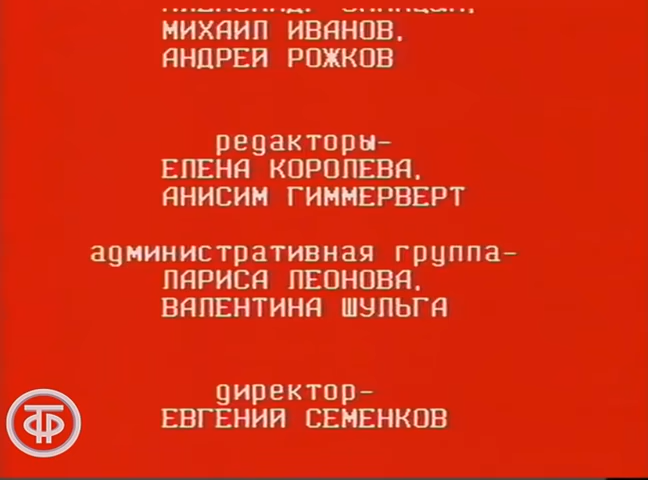 МИХАИЛ ИВАНОВ,
АНДРЕЙ РОЖКОВ
редакторы-
ЕЛЕНА КОРОЛЕВА,
АНИСИМ ГИММЕРВЕРТ
административная группа-
ЛАРИСА ЛЕОНОВА,
ВАЛЕНТИНА ШУЛЬГА
директор-
ЕВГЕНИЙ СЕМЕНКОВ